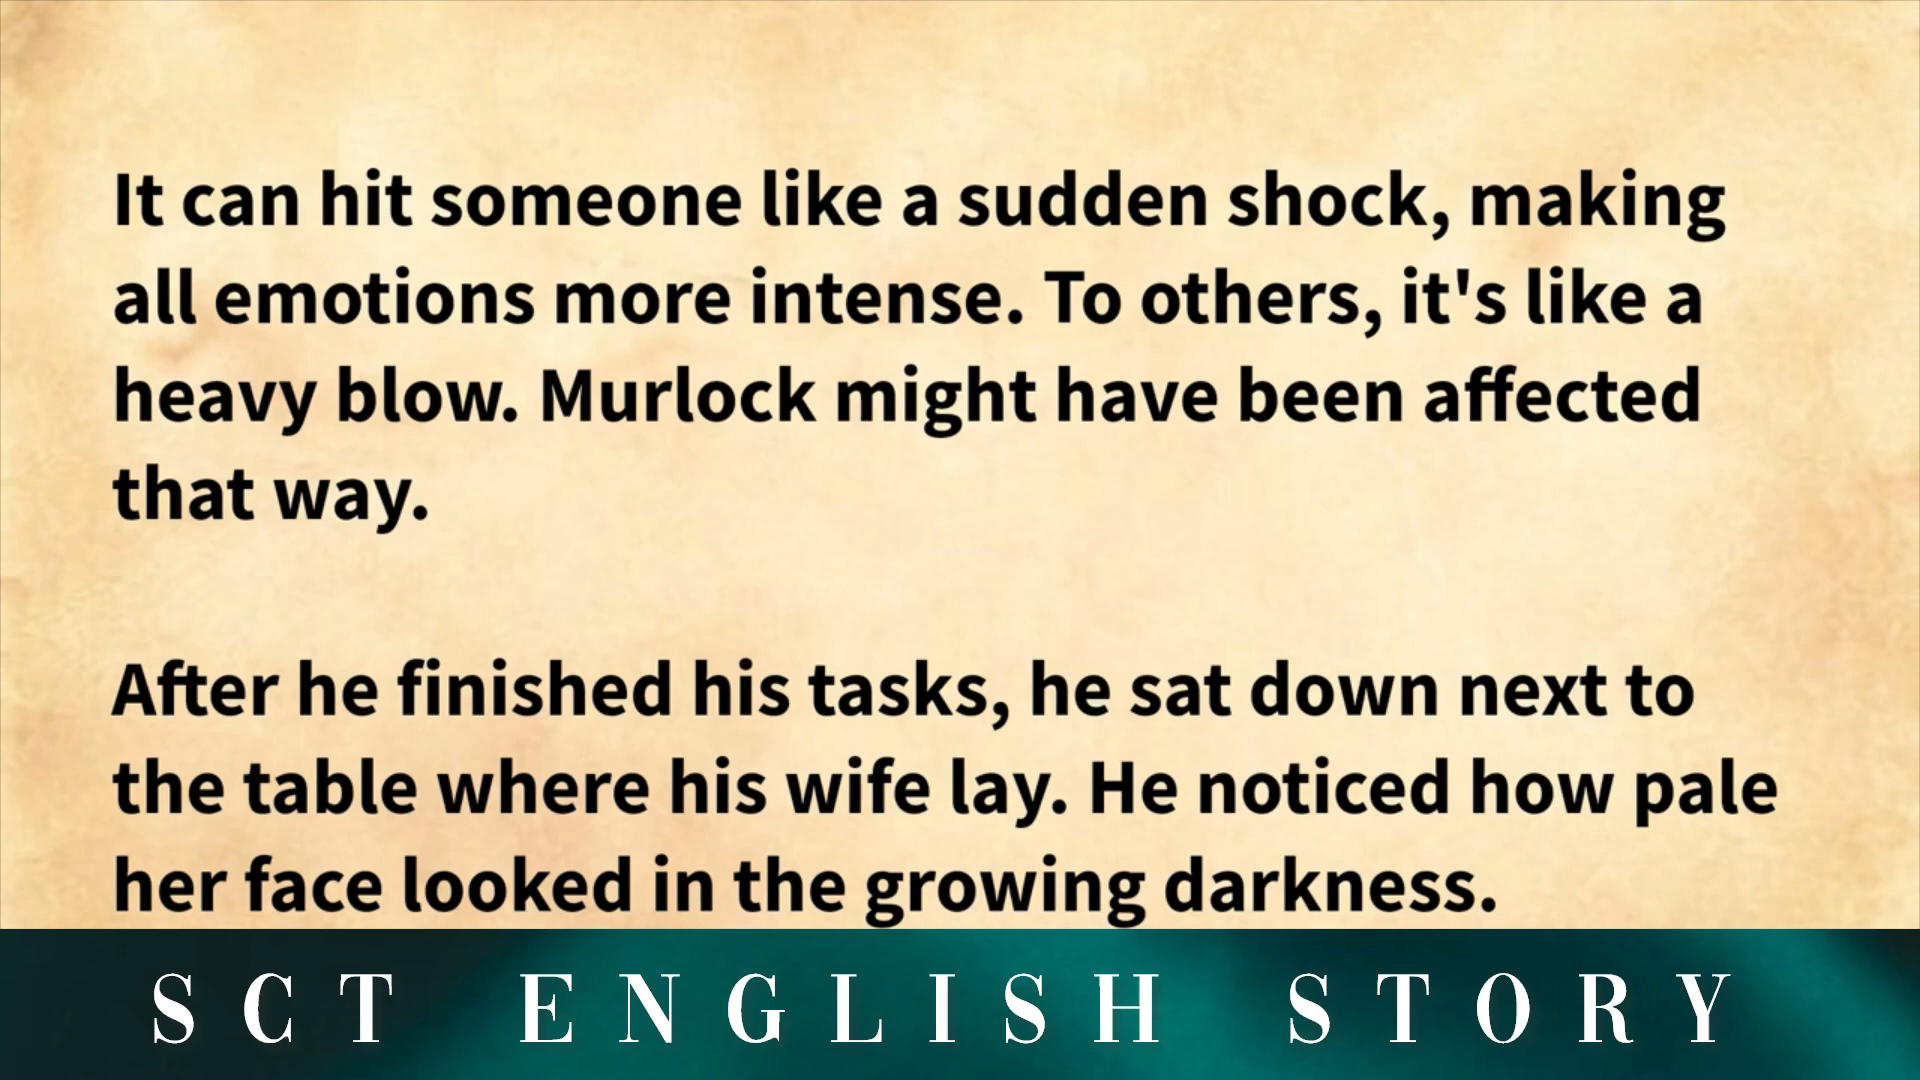 It can hit someone like a sudden shock, making
all emotions more intense. To others, it's like a
heavy blow. Murlock might have been affected
that way.
After he finished his tasks, he sat down next to
the table where his wife lay. He noticed how pale
her face looked in the growing darkness.
SCT ENGLISH STORY